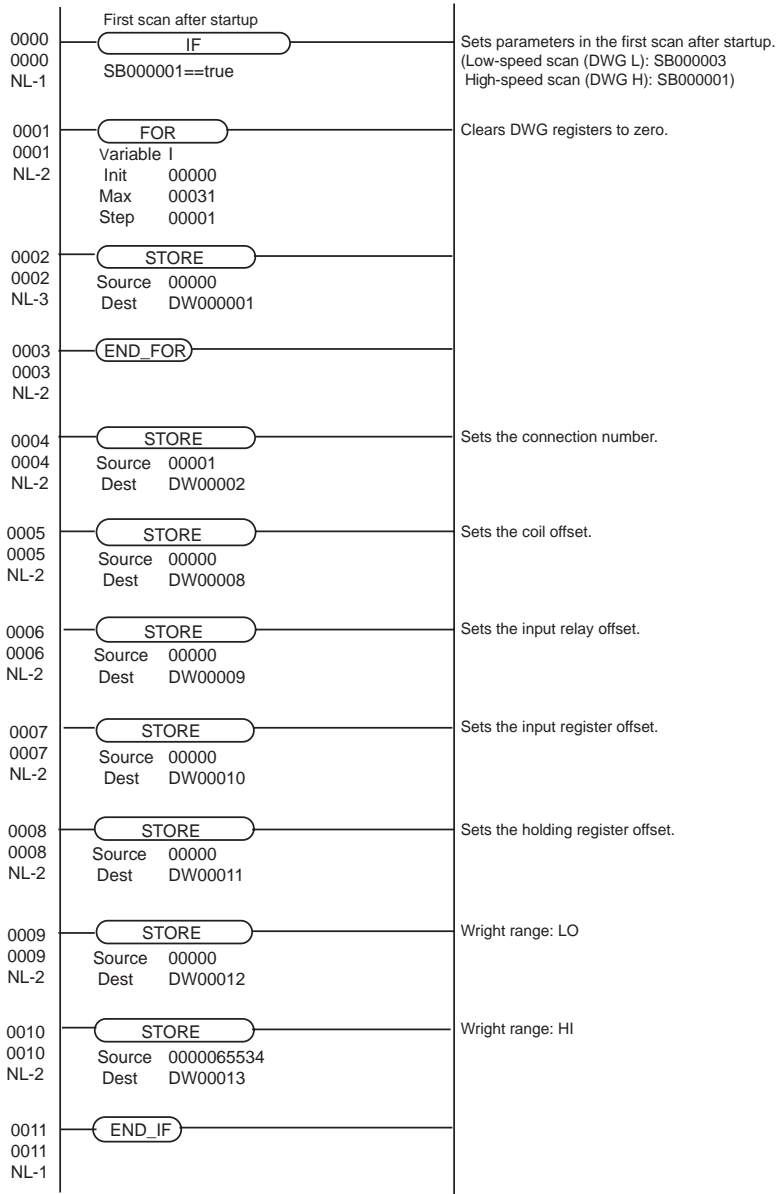 First scan after startup
0000
0000
NL-1
IF
SB000001==true
Sets parameters in the first scan after startup.
(Low-speed scan (DWG L): SB000003
High-speed scan (DWG H): SB000001)
0001
0001
NL-2
FOR
Variable I
Init 00000
Max 00031
Step 00001
Clears DWG registers to zero.
0002
0002
NL-3
STORE
Source 00000
Dest DW000001
0003
0003
NL-2
END_FOR
0004
0004
NL-2
STORE
Source 00001
Dest DW00002
Sets the connection number.
0005
0005
NL-2
STORE
Source 00000
Dest DW00008
Sets the coil offset.
0006
0006
NL-2
STORE
Source 00000
Dest DW00009
Sets the input relay offset.
0007
0007
NL-2
STORE
Source 00000
Dest DW00010
Sets the input register offset.
0008
0008
NL-2
STORE
Source 00000
Dest DW00011
Sets the holding register offset.
0009
0009
NL-2
STORE
Source 00000
Dest DW00012
Wright range: LO
0010
0010
NL-2
STORE
Source 0000065534
Dest DW00013
Wright range: HI
0011
0011
NL-1
END_IF